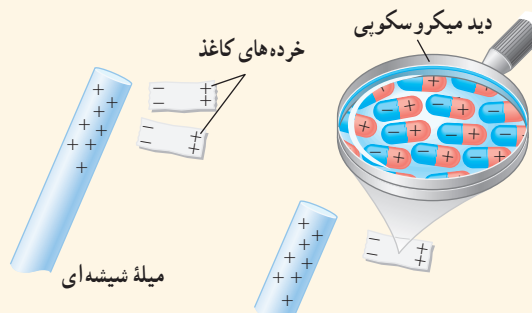 دید میکروسکوپی
خرده‌های کاغذ
میلهٔ شیشه‌ای